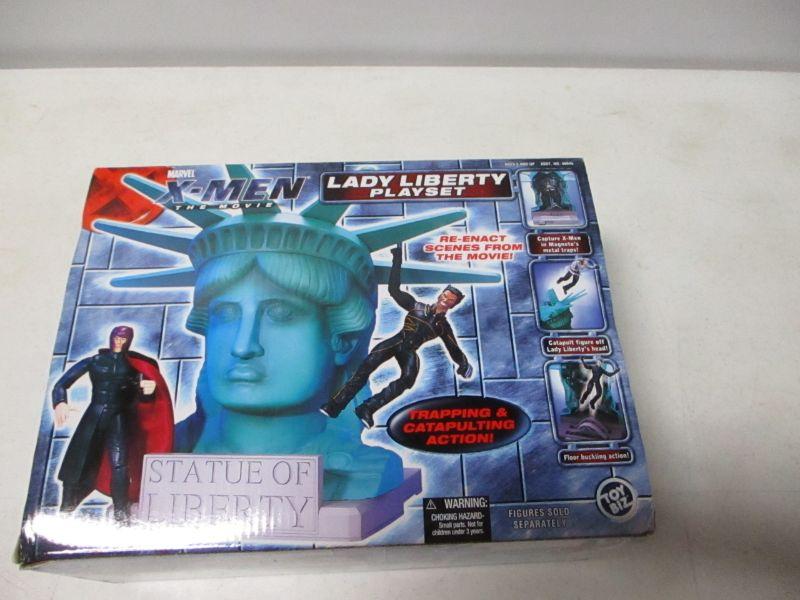 MARVEL
X-MEN
THE MOVIE
LADY LIBERTY
PLAYSET
RE-ENACT
SCENES FROM
THE MOVIE!
Capture X-Men
in Magneto's
metal traps!
Catapult figure off
Lady Liberty's head!
Floor buckling action!
TRAPPING &
CATAPULTING
ACTION!
STATUE OF
LIBERTY
WARNING:
CHOKING HAZARD-
Small parts. Not for
children under 3 years.
FIGURES SOLD
SEPARATELY
TOY
BIZ